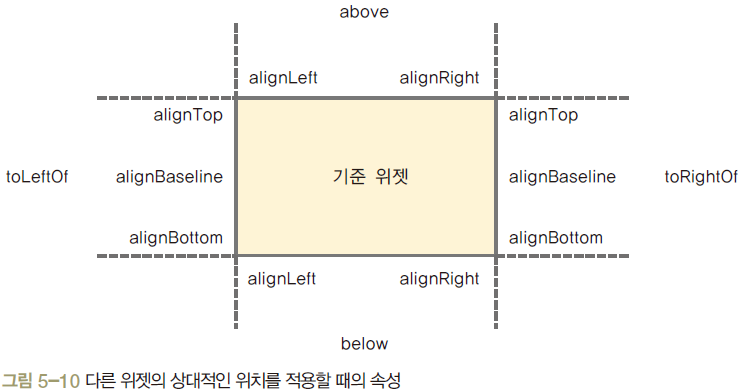 above
alignLeft alignRight
alignTop alignTop
toLeftOf alignBaseline 기준 위젯 alignBaseline toRightOf
alignBottom alignBottom
alignLeft alignRight
below
그림 5-10 다른 위젯의 상대적인 위치를 적용할 때의 속성